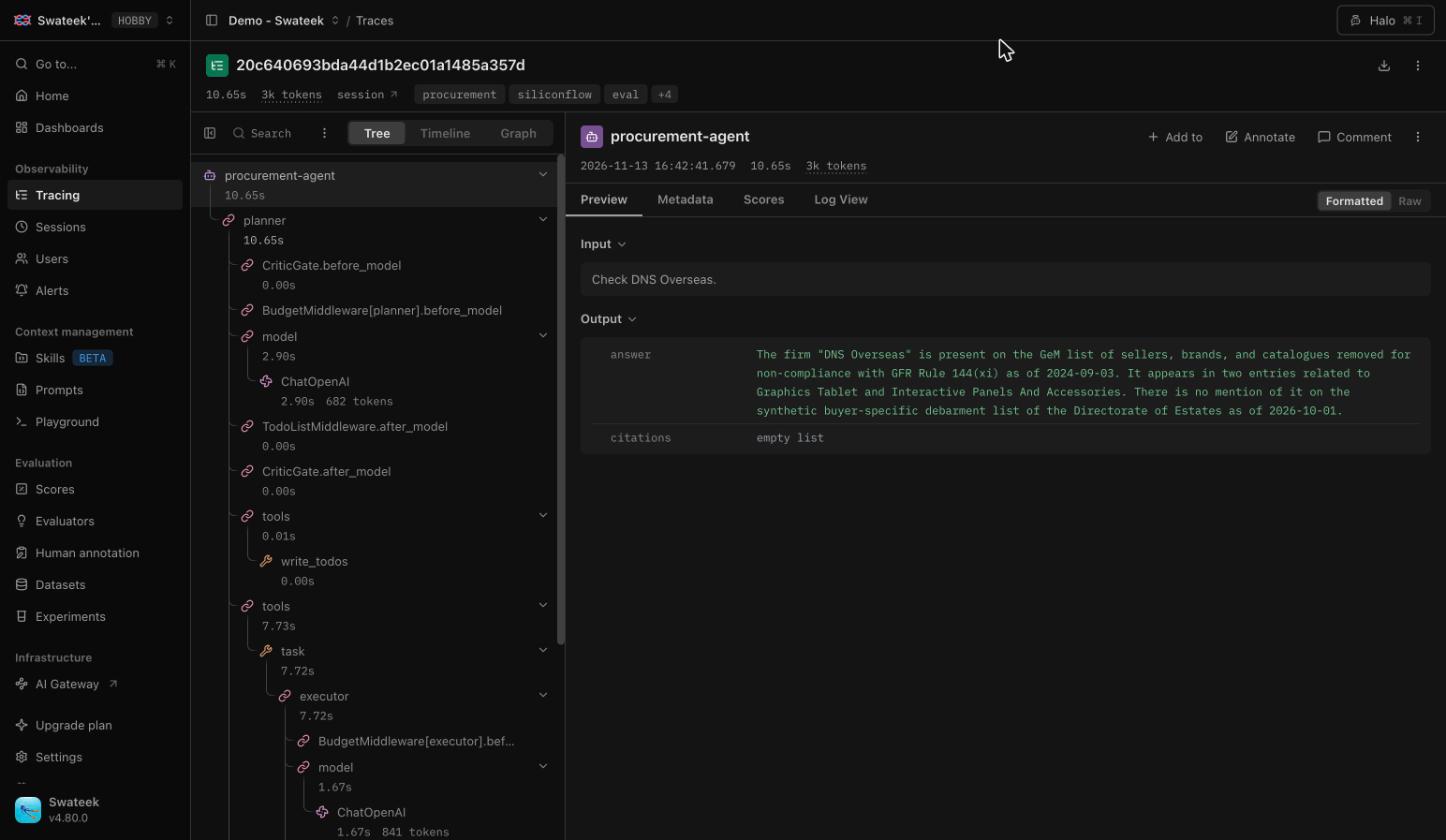 Swateek'... HOBBY
Demo - Swateek / Traces
Halo ⌘ I
Go to... ⌘ K
Home
Dashboards
Observability
Tracing
Sessions
Users
Alerts
Context management
Skills BETA
Prompts
Playground
Evaluation
Scores
Evaluators
Human annotation
Datasets
Experiments
Infrastructure
AI Gateway
Upgrade plan
Settings
Swateek
v4.80.0
20c640693bda44d1b2ec01a1485a357d
10.65s 3k tokens session procurement siliconflow eval +4
Search Tree Timeline Graph
procurement-agent
10.65s
planner
10.65s
CriticGate.before_model
0.00s
BudgetMiddleware[planner].before_model
model
2.90s
ChatOpenAI
2.90s 682 tokens
TodoListMiddleware.after_model
0.00s
CriticGate.after_model
0.00s
tools
0.01s
write_todos
0.00s
tools
7.73s
task
7.72s
executor
7.72s
BudgetMiddleware[executor].bef...
model
1.67s
ChatOpenAI
1.67s 841 tokens
procurement-agent
Add to Annotate Comment
2026-11-13 16:42:41.679 10.65s 3k tokens
Preview Metadata Scores Log View Formatted Raw
Input
Check DNS Overseas.
Output
answer
The firm "DNS Overseas" is present on the GeM list of sellers, brands, and catalogues removed for
non-compliance with GFR Rule 144(xi) as of 2024-09-03. It appears in two entries related to
Graphics Tablet and Interactive Panels And Accessories. There is no mention of it on the
synthetic buyer-specific debarment list of the Directorate of Estates as of 2026-10-01.
citations empty list